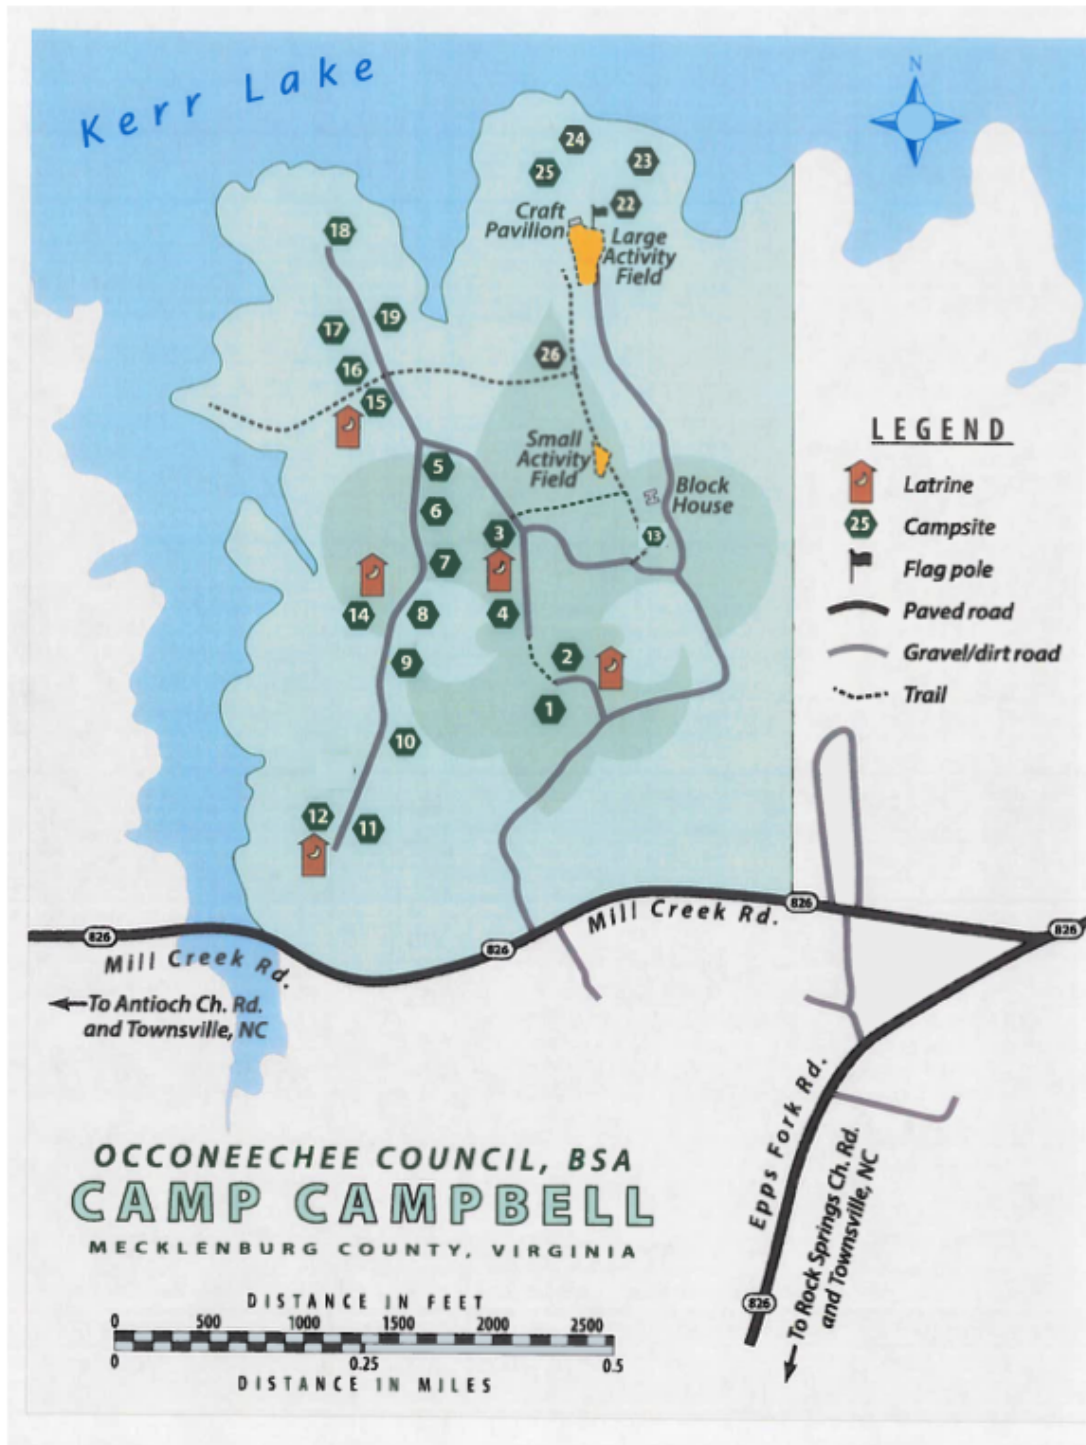 Kerr Lake
N
24
23
25
22
Craft
Pavilion
Large
Activity
Field
18
19
17
26
16
15
Small
Activity
Field
5
Block
House
6
3
13
7
14
8
4
2
9
1
10
12
11
LEGEND
Latrine
25 Campsite
Flag pole
Paved road
Gravel/dirt road
Trail
826
Mill Creek Rd.
826
Mill Creek Rd.
826
826
To Antioch Ch. Rd.
and Townsville, NC
Epps Fork Rd.
826
To Rock Springs Ch. Rd.
and Townsville, NC
OCCONEECHEE COUNCIL, BSA
CAMP CAMPBELL
MECKLENBURG COUNTY, VIRGINIA
DISTANCE IN FEET
0 500 1000 1500 2000 2500
0 0.25 0.5
DISTANCE IN MILES